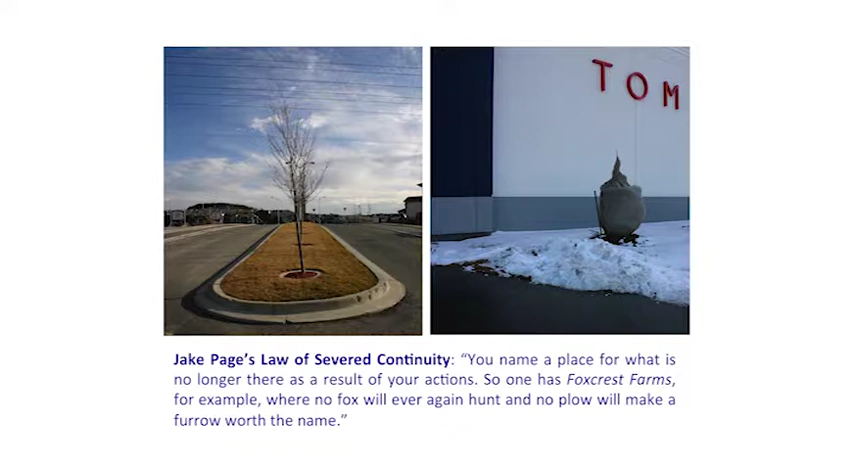 TOM
Jake Page's Law of Severed Continuity: "You name a place for what is
no longer there as a result of your actions. So one has Foxcrest Farms,
for example, where no fox will ever again hunt and no plow will make a
furrow worth the name."